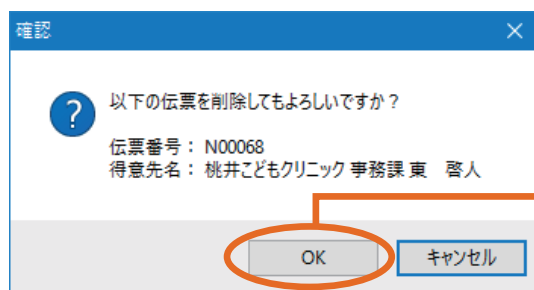 確認
以下の伝票を削除してもよろしいですか？
伝票番号： N00068
得意先名： 桃井こどもクリニック 事務課 東　啓人
OK
キャンセル